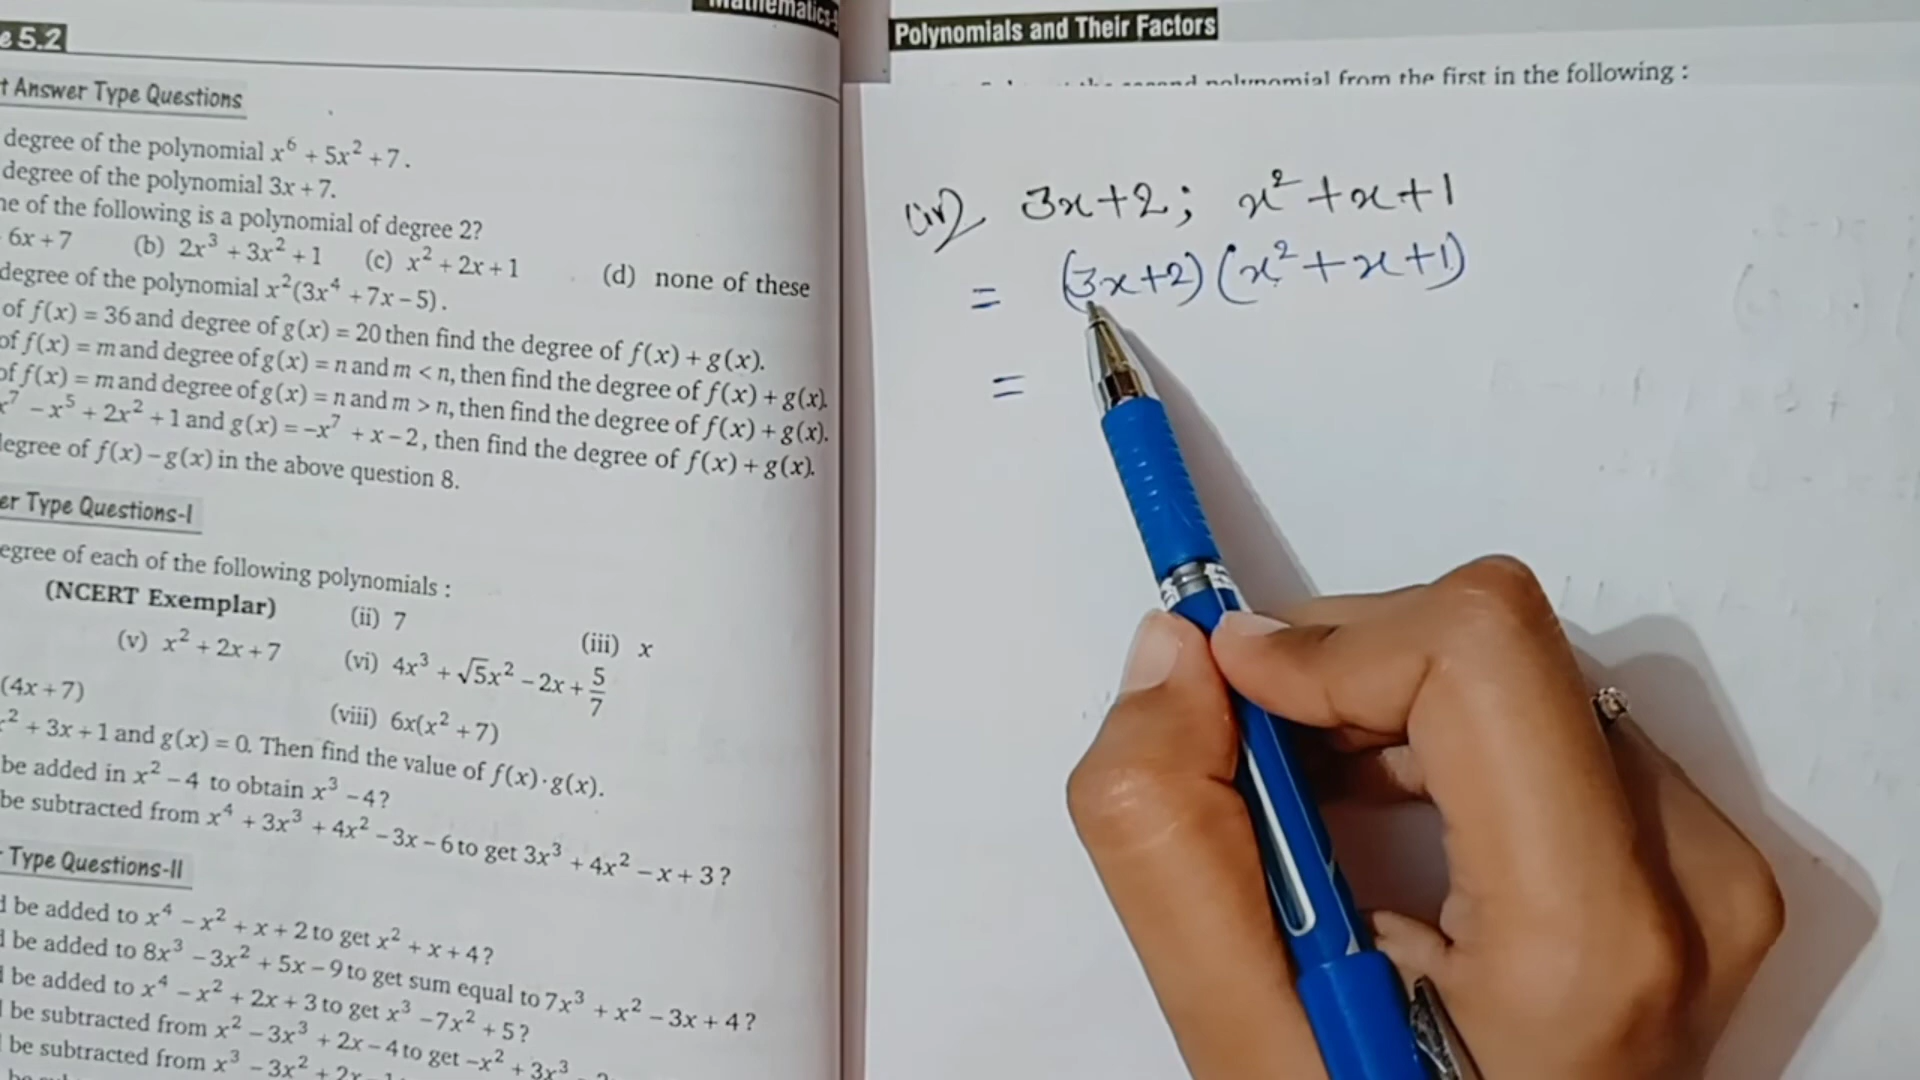 Mathematics-
e 5.2
t Answer Type Questions
degree of the polynomial x⁶ + 5x² + 7.
degree of the polynomial 3x + 7.
ne of the following is a polynomial of degree 2?
6x + 7 (b) 2x³ + 3x² + 1 (c) x² + 2x + 1 (d) none of these
degree of the polynomial x²(3x⁴ + 7x − 5).
of f(x) = 36 and degree of g(x) = 20 then find the degree of f(x) + g(x).
of f(x) = m and degree of g(x) = n and m < n, then find the degree of f(x) + g(x).
of f(x) = m and degree of g(x) = n and m > n, then find the degree of f(x) + g(x).
x⁷ − x⁵ + 2x² + 1 and g(x) = −x⁷ + x − 2, then find the degree of f(x) + g(x).
degree of f(x) − g(x) in the above question 8.
er Type Questions-I
egree of each of the following polynomials :
(NCERT Exemplar) (ii) 7 (iii) x
(v) x² + 2x + 7 (vi) 4x³ + √5x² − 2x + 5/7
(4x + 7) (viii) 6x(x² + 7)
² + 3x + 1 and g(x) = 0. Then find the value of f(x)·g(x).
be added in x² − 4 to obtain x³ − 4?
be subtracted from x⁴ + 3x³ + 4x² − 3x − 6 to get 3x³ + 4x² − x + 3?
Type Questions-II
d be added to x⁴ − x² + x + 2 to get x² + x + 4?
d be added to 8x³ − 3x² + 5x − 9 to get sum equal to 7x³ + x² − 3x + 4?
d be added to x⁴ − x² + 2x + 3 to get x³ − 7x² + 5?
be subtracted from x² − 3x³ + 2x − 4 to get −x² + 3x³
be subtracted from x³ − 3x² + 2x
Polynomials and Their Factors
second polynomial from the first in the following :
(iv) 3x+2; x²+x+1
= (3x+2)(x²+x+1)
=